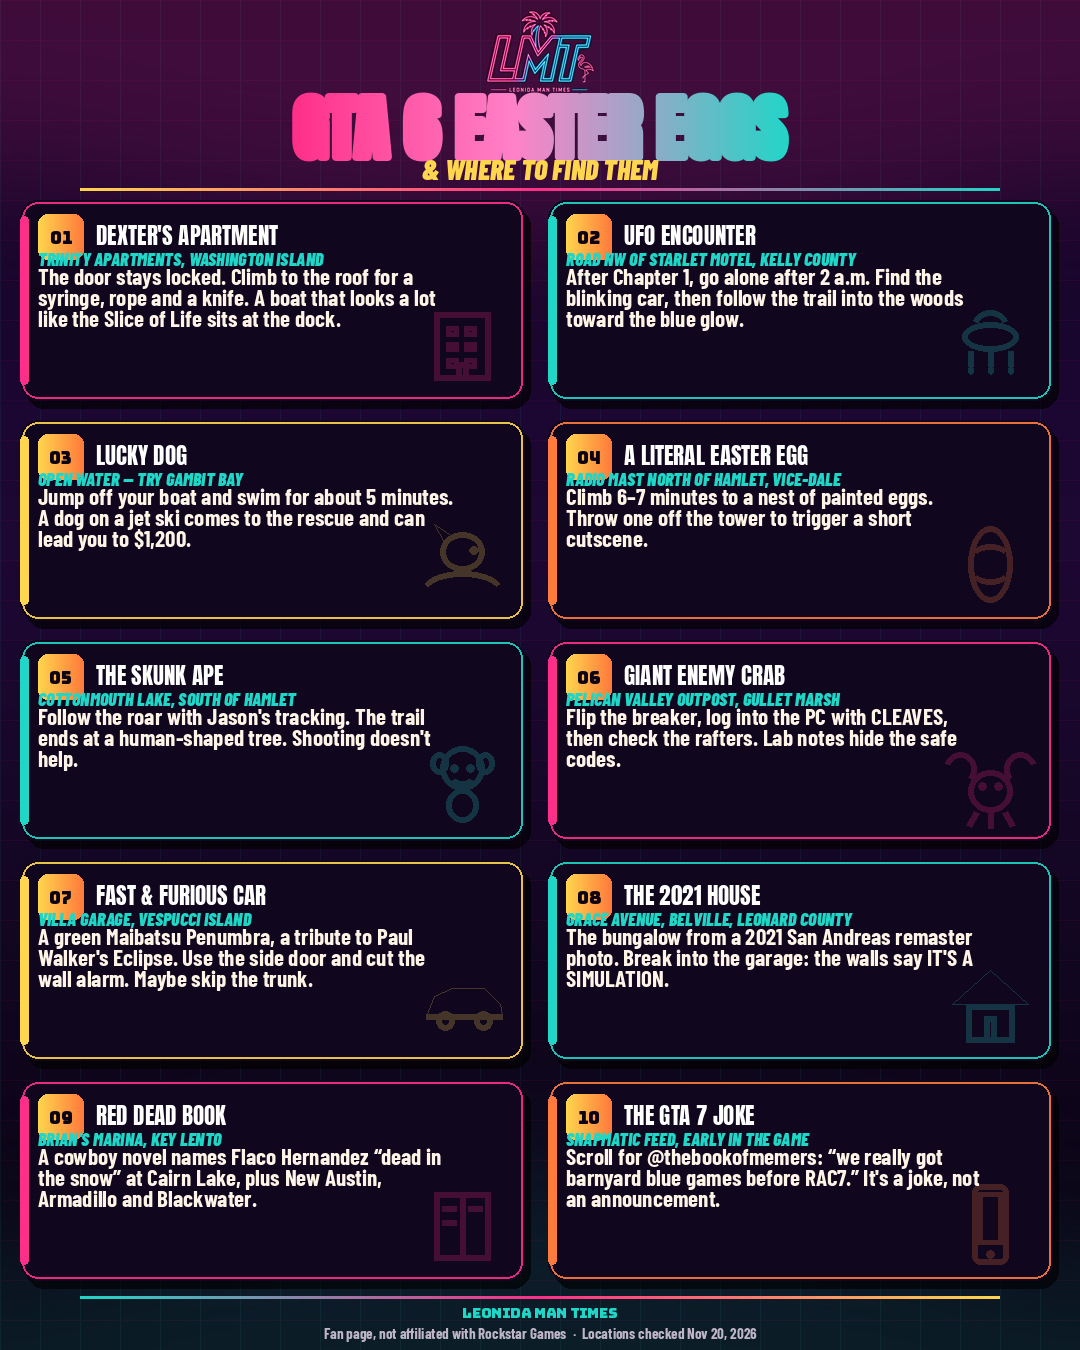 LMT
LEONIDA MAN TIMES
GTA 6 EASTER EGGS
& WHERE TO FIND THEM
01 DEXTER'S APARTMENT
TRINITY APARTMENTS, WASHINGTON ISLAND
The door stays locked. Climb to the roof for a
syringe, rope and a knife. A boat that looks a lot
like the Slice of Life sits at the dock.
02 UFO ENCOUNTER
ROAD NW OF STARLET MOTEL, KELLY COUNTY
After Chapter 1, go alone after 2 a.m. Find the
blinking car, then follow the trail into the woods
toward the blue glow.
03 LUCKY DOG
OPEN WATER – TRY GAMBIT BAY
Jump off your boat and swim for about 5 minutes.
A dog on a jet ski comes to the rescue and can
lead you to $1,200.
04 A LITERAL EASTER EGG
RADIO MAST NORTH OF HAMLET, VICE-DALE
Climb 6–7 minutes to a nest of painted eggs.
Throw one off the tower to trigger a short
cutscene.
05 THE SKUNK APE
COTTONMOUTH LAKE, SOUTH OF HAMLET
Follow the roar with Jason's tracking. The trail
ends at a human-shaped tree. Shooting doesn't
help.
06 GIANT ENEMY CRAB
PELICAN VALLEY OUTPOST, GULLET MARSH
Flip the breaker, log into the PC with CLEAVES,
then check the rafters. Lab notes hide the safe
codes.
07 FAST & FURIOUS CAR
VILLA GARAGE, VESPUCCI ISLAND
A green Maibatsu Penumbra, a tribute to Paul
Walker's Eclipse. Use the side door and cut the
wall alarm. Maybe skip the trunk.
08 THE 2021 HOUSE
GRACE AVENUE, BELVILLE, LEONARD COUNTY
The bungalow from a 2021 San Andreas remaster
photo. Break into the garage: the walls say IT'S A
SIMULATION.
09 RED DEAD BOOK
BRIAN'S MARINA, KEY LENTO
A cowboy novel names Flaco Hernandez “dead in
the snow” at Cairn Lake, plus New Austin,
Armadillo and Blackwater.
10 THE GTA 7 JOKE
SNAPMATIC FEED, EARLY IN THE GAME
Scroll for @thebookofmemers: “we really got
barnyard blue games before RAC7.” It's a joke, not
an announcement.
LEONIDA MAN TIMES
Fan page, not affiliated with Rockstar Games · Locations checked Nov 20, 2026